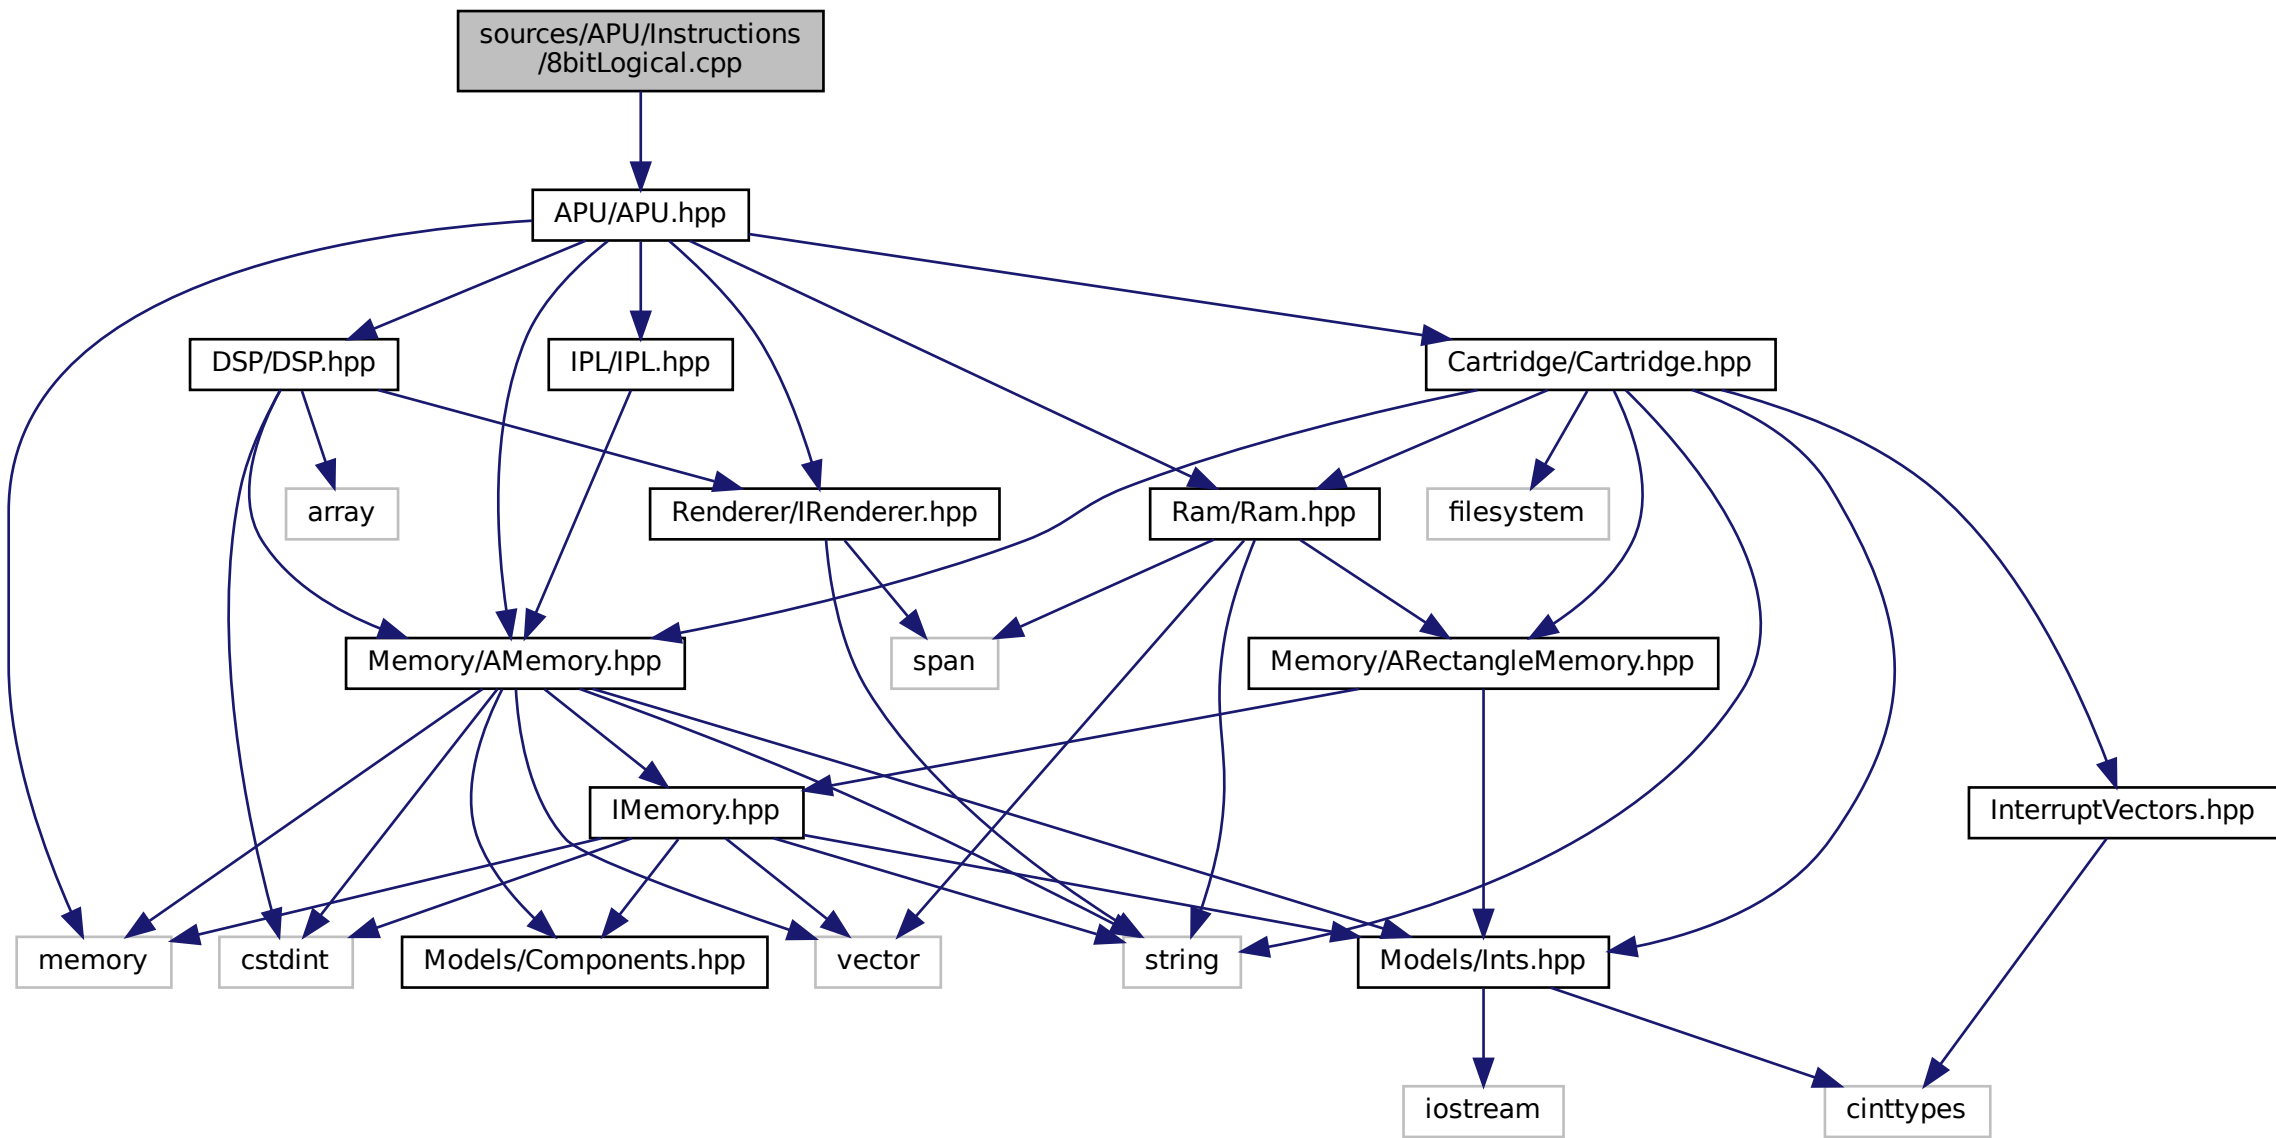 sources/APU/Instructions
/8bitLogical.cpp
APU/APU.hpp
DSP/DSP.hpp
IPL/IPL.hpp
Cartridge/Cartridge.hpp
array
Renderer/IRenderer.hpp
Ram/Ram.hpp
filesystem
Memory/AMemory.hpp
span
Memory/ARectangleMemory.hpp
IMemory.hpp
InterruptVectors.hpp
memory
cstdint
Models/Components.hpp
vector
string
Models/Ints.hpp
iostream
cinttypes